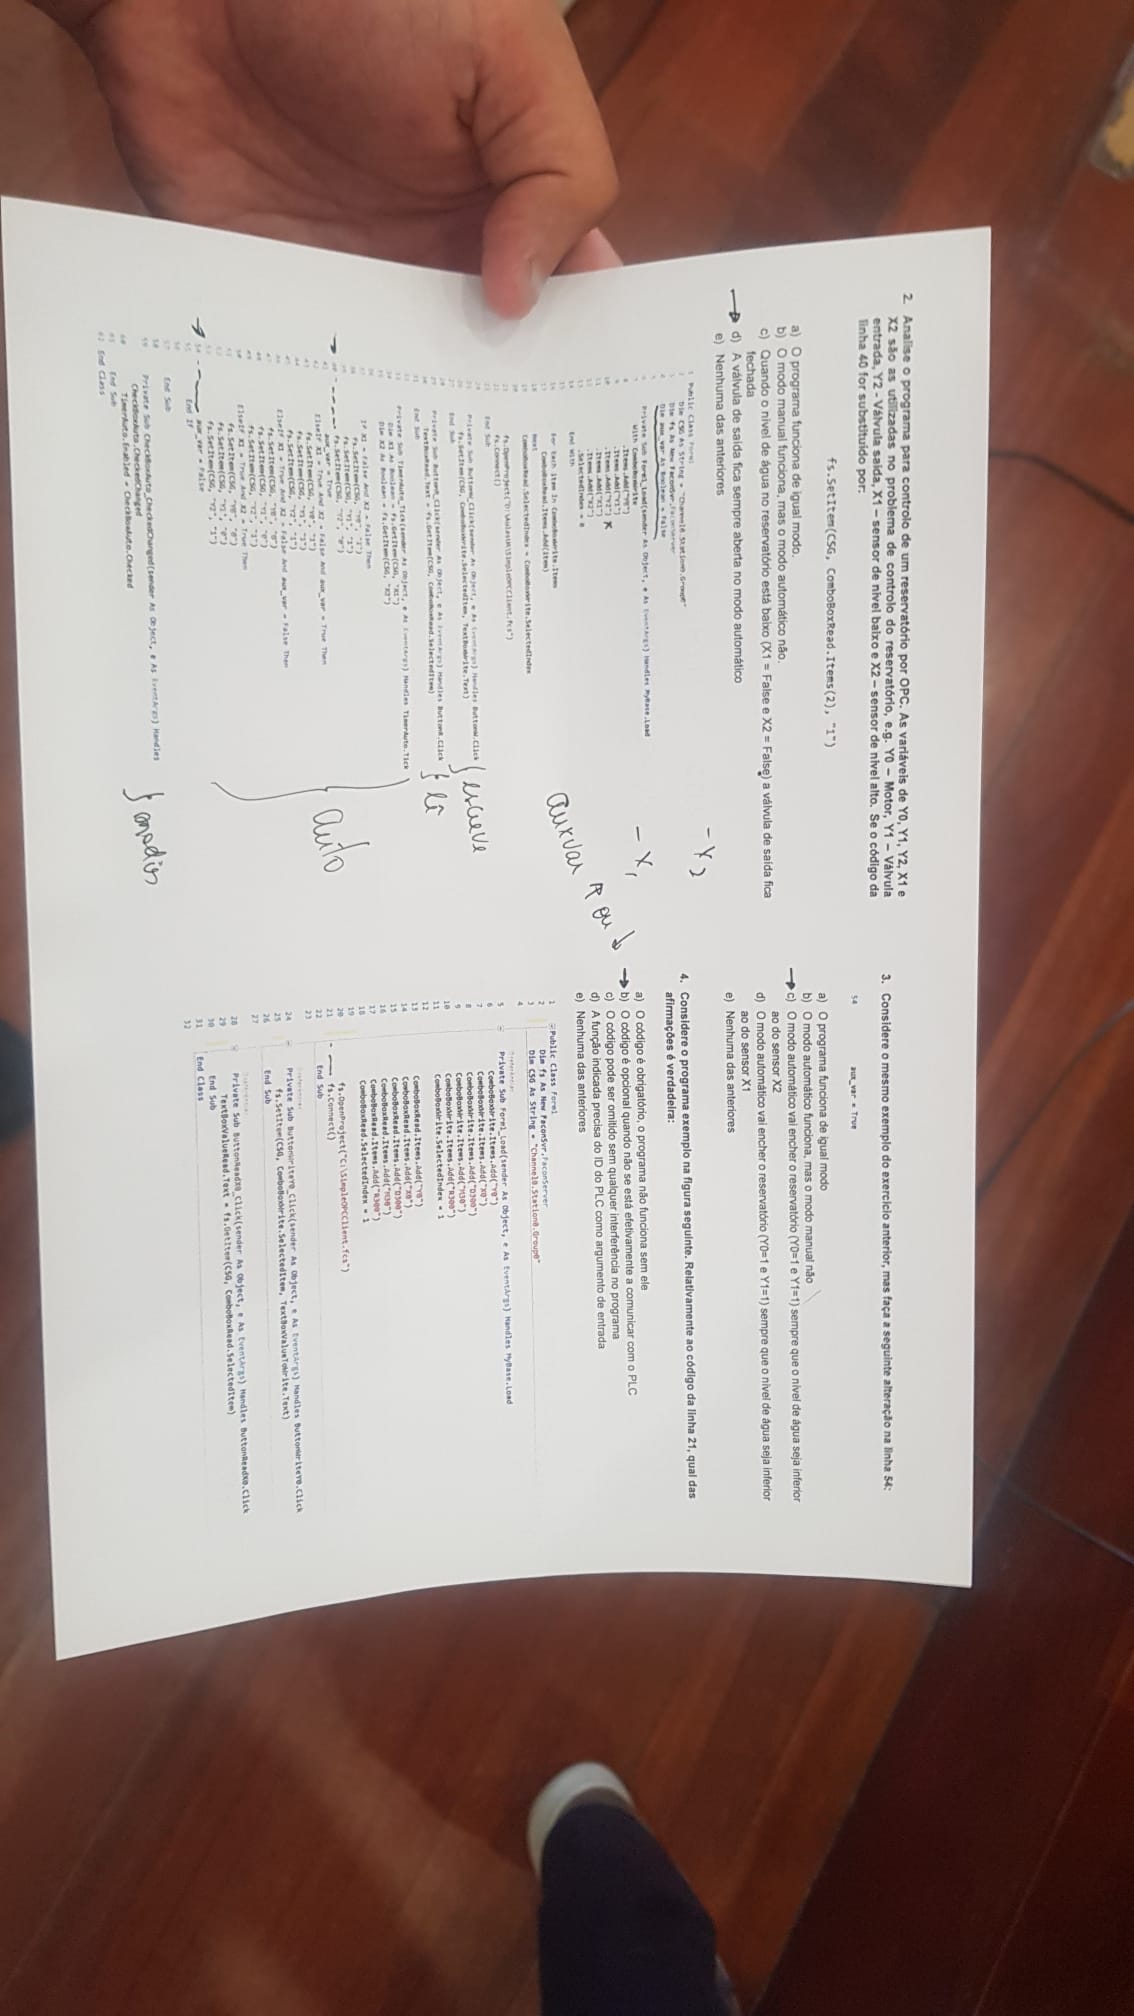 2. Analise o programa para controlo de um reservatório por OPC. As variáveis de Y0, Y1, Y2, X1 e
X2 são as utilizadas no problema de controlo do reservatório, e.g. Y0 – Motor, Y1 – Válvula
entrada, Y2 - Válvula saída, X1 – sensor de nivel baixo e X2 – sensor de nivel alto. Se o código da
linha 40 for substituído por:
fs.SetItem(CSG, ComboBoxRead.Items(2), "1")
a) O programa funciona de igual modo.
b) O modo manual funciona, mas o modo automático não.
c) Quando o nível de água no reservatório está baixo (X1 = False e X2 = False) a válvula de saída fica
fechada
d) A válvula de saída fica sempre aberta no modo automático
e) Nenhuma das anteriores
1 Public Class Form1
2 Dim CSG As String = "Channel0.Station0.Group0"
3 Dim fs As New FaconSvr.FaconServer
4 Dim aux_var As Boolean = False
5
6 Private Sub Form1_Load(sender As Object, e As EventArgs) Handles MyBase.Load
7 With ComboBoxWrite
8 .Items.Add("Y0")
9 .Items.Add("Y1")
10 .Items.Add("Y2") x
11 .Items.Add("X1")
12 .Items.Add("X2")
13 .SelectedIndex = 0
14 End With
15
16 For Each item In ComboBoxWrite.Items
17 ComboBoxRead.Items.Add(item)
18 Next
19 ComboBoxRead.SelectedIndex = ComboBoxWrite.SelectedIndex
20
21 fs.OpenProject("D:\AulasUA\SimpleOPCClient.fcs")
22 fs.Connect()
23 End Sub
24
25 Private Sub ButtonW_Click(sender As Object, e As EventArgs) Handles ButtonW.Click
26 fs.SetItem(CSG, ComboBoxWrite.SelectedItem, TextBoxWrite.Text)
27 End Sub
escreve
28
29 Private Sub ButtonR_Click(sender As Object, e As EventArgs) Handles ButtonR.Click
30 TextBoxRead.Text = fs.GetItem(CSG, ComboBoxRead.SelectedItem)
31 End Sub
lê
32
33 Private Sub TimerAuto_Tick(sender As Object, e As EventArgs) Handles TimerAuto.Tick
34 Dim X1 As Boolean = fs.GetItem(CSG, "X1")
35 Dim X2 As Boolean = fs.GetItem(CSG, "X2")
36
37 If X1 = False And X2 = False Then
38 fs.SetItem(CSG, "Y0", "1")
39 fs.SetItem(CSG, "Y1", "1")
40 fs.SetItem(CSG, "Y2", "0")
41 aux_var = True
42 ElseIf X1 = True And X2 = False And aux_var = True Then
43 fs.SetItem(CSG, "Y0", "1")
44 fs.SetItem(CSG, "Y1", "1")
45 fs.SetItem(CSG, "Y2", "1")
46 ElseIf X1 = True And X2 = False And aux_var = False Then
47 fs.SetItem(CSG, "Y0", "0")
48 fs.SetItem(CSG, "Y1", "0")
49 fs.SetItem(CSG, "Y2", "1")
50 ElseIf X1 = True And X2 = True Then
51 fs.SetItem(CSG, "Y0", "0")
52 fs.SetItem(CSG, "Y1", "0")
53 fs.SetItem(CSG, "Y2", "1")
54 aux_var = False
55 End If
56
57 End Sub
auto
58
59 Private Sub CheckBoxAuto_CheckedChanged(sender As Object, e As EventArgs) Handles
CheckBoxAuto.CheckedChanged
60 TimerAuto.Enabled = CheckBoxAuto.Checked
61 End Sub
62 End Class
- X2
- X1
auxvar ↑ ou ↓
3. Considere o mesmo exemplo do exercicio anterior, mas faça a seguinte alteração na linha 54:
54 aux_var = True
a) O programa funciona de igual modo
b) O modo automático funciona, mas o modo manual não
c) O modo automático vai encher o reservatório (Y0=1 e Y1=1) sempre que o nível de água seja inferior
ao do sensor X2
d) O modo automático vai encher o reservatório (Y0=1 e Y1=1) sempre que o nível de água seja inferior
ao do sensor X1
e) Nenhuma das anteriores
4. Considere o programa exemplo na figura seguinte. Relativamente ao código da linha 21, qual das
afirmações é verdadeira:
a) O código é obrigatório, o programa não funciona sem ele
b) O código é opcional quando não se está efetivamente a comunicar com o PLC
c) O código pode ser omitido sem qualquer interferência no programa
d) A função indicada precisa do ID do PLC como argumento de entrada
e) Nenhuma das anteriores
1 Public Class Form1
2 Dim fs As New FaconSvr.FaconServer
3 Dim CSG As String = "Channel0.Station0.Group0"
4
5 Private Sub Form1_Load(sender As Object, e As EventArgs) Handles MyBase.Load
6 ComboBoxWrite.Items.Add("Y0")
7 ComboBoxWrite.Items.Add("X0")
8 ComboBoxWrite.Items.Add("D300")
9 ComboBoxWrite.Items.Add("M30")
10 ComboBoxWrite.Items.Add("R300")
11 ComboBoxWrite.SelectedIndex = 1
12
13 ComboBoxRead.Items.Add("Y0")
14 ComboBoxRead.Items.Add("X0")
15 ComboBoxRead.Items.Add("D300")
16 ComboBoxRead.Items.Add("M30")
17 ComboBoxRead.Items.Add("R300")
18 ComboBoxRead.SelectedIndex = 1
19
20 fs.OpenProject("C:\SimpleOPCClient.fcs")
21 fs.Connect()
22 End Sub
23
24 Private Sub ButtonWriteY0_Click(sender As Object, e As EventArgs) Handles ButtonWriteY0.Click
25 fs.SetItem(CSG, ComboBoxWrite.SelectedItem, TextBoxValueToWrite.Text)
26 End Sub
27
28 Private Sub ButtonReadX0_Click(sender As Object, e As EventArgs) Handles ButtonReadX0.Click
29 TextBoxValueRead.Text = fs.GetItem(CSG, ComboBoxRead.SelectedItem)
30 End Sub
31 End Class
32